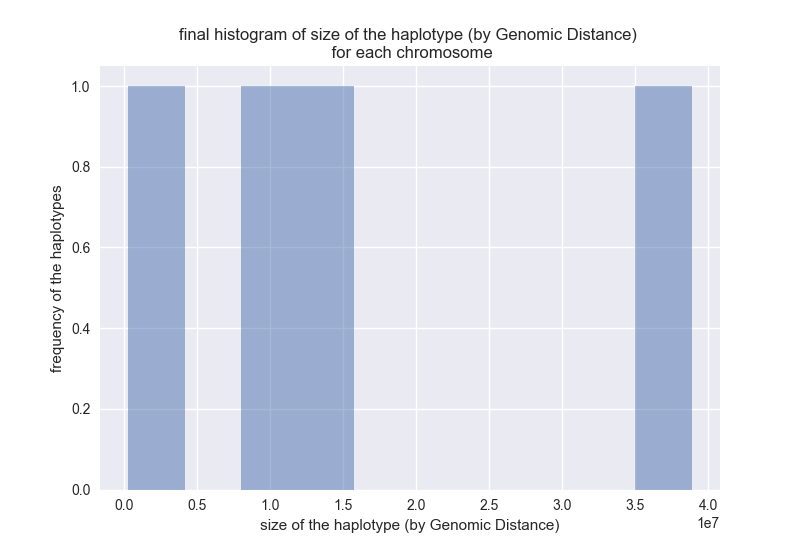 final histogram of size of the haplotype (by Genomic Distance)
for each chromosome
frequency of the haplotypes
1.0
0.8
0.6
0.4
0.2
0.0
0.0 0.5 1.0 1.5 2.0 2.5 3.0 3.5 4.0
1e7
size of the haplotype (by Genomic Distance)